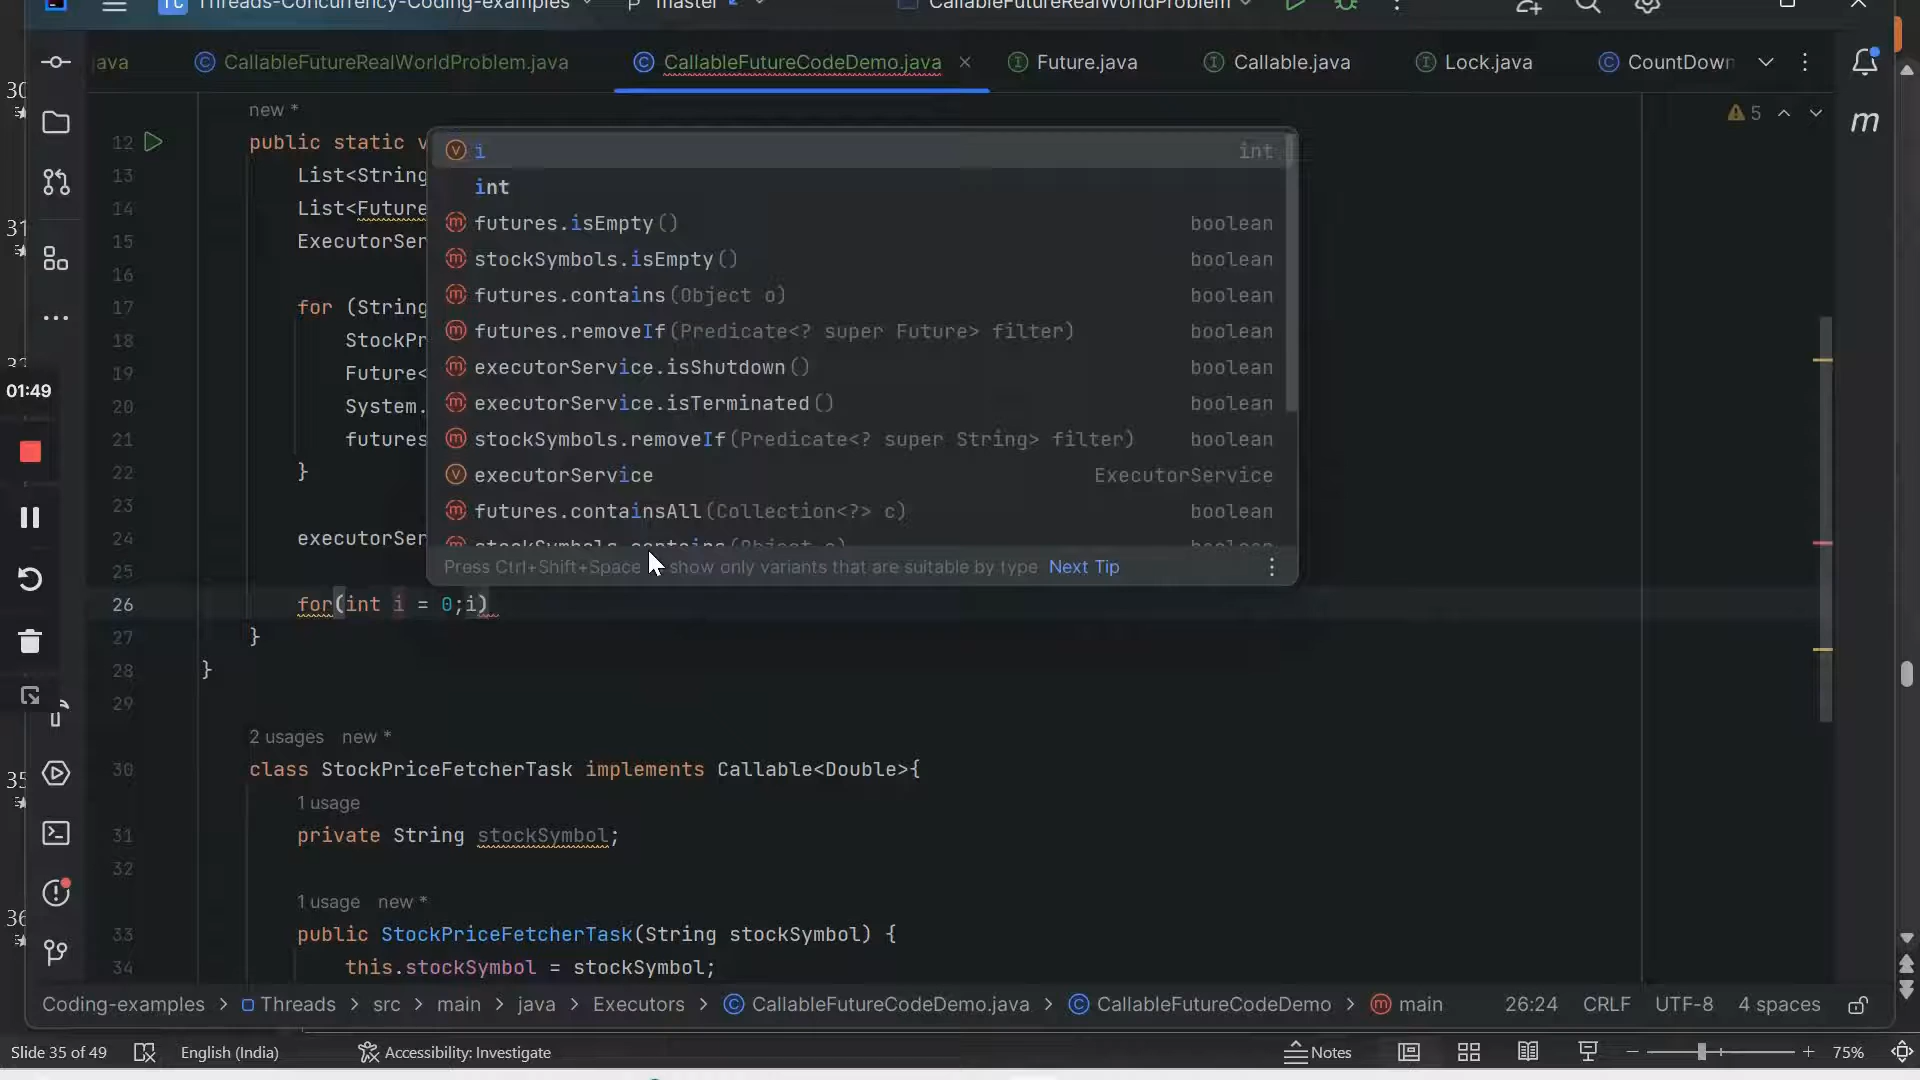 Threads-Concurrency-Coding-examples
master
CallableFutureRealWorldProblem
java
CallableFutureRealWorldProblem.java
CallableFutureCodeDemo.java
Future.java
Callable.java
Lock.java
CountDown
new *
5
12 public static v
13 List<String
14 List<Future
15 ExecutorSer
16
17 for (String
18 StockPr
19 Future<
20 System.
21 futures
22 }
23
24 executorSer
25
26 for(int i = 0;i)
27 }
28 }
29
i int
int
futures.isEmpty() boolean
stockSymbols.isEmpty() boolean
futures.contains(Object o) boolean
futures.removeIf(Predicate<? super Future> filter) boolean
executorService.isShutdown() boolean
executorService.isTerminated() boolean
stockSymbols.removeIf(Predicate<? super String> filter) boolean
executorService ExecutorService
futures.containsAll(Collection<?> c) boolean
stockSymbols.contains(Object o) boolean
Press Ctrl+Shift+Space show only variants that are suitable by type Next Tip
2 usages new *
30 class StockPriceFetcherTask implements Callable<Double>{
1 usage
31 private String stockSymbol;
32
1 usage new *
33 public StockPriceFetcherTask(String stockSymbol) {
34 this.stockSymbol = stockSymbol;
01:49
30
31
35
36
m
Coding-examples > Threads > src > main > java > Executors > CallableFutureCodeDemo.java > CallableFutureCodeDemo > main
26:24 CRLF UTF-8 4 spaces
Slide 35 of 49
English (India)
Accessibility: Investigate
Notes
75%